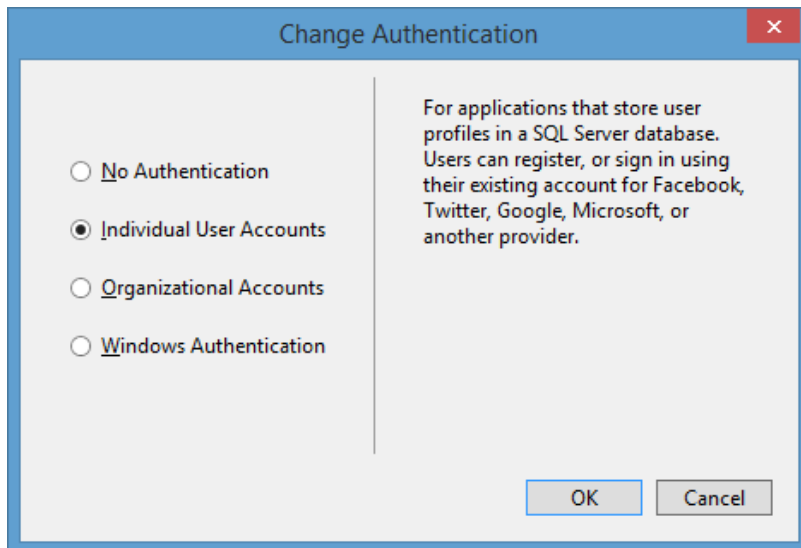 Change Authentication
No Authentication
Individual User Accounts
Organizational Accounts
Windows Authentication
For applications that store user
profiles in a SQL Server database.
Users can register, or sign in using
their existing account for Facebook,
Twitter, Google, Microsoft, or
another provider.
OK
Cancel